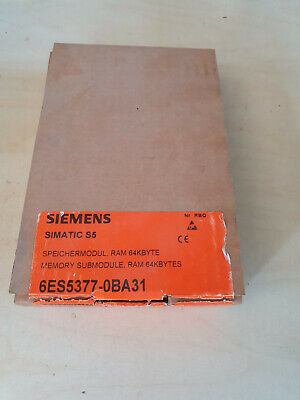 SIEMENS
SIMATIC S5
SPEICHERMODUL, RAM 64KBYTE
MEMORY SUBMODULE, RAM 64KBYTES
6ES5377-0BA31
CE